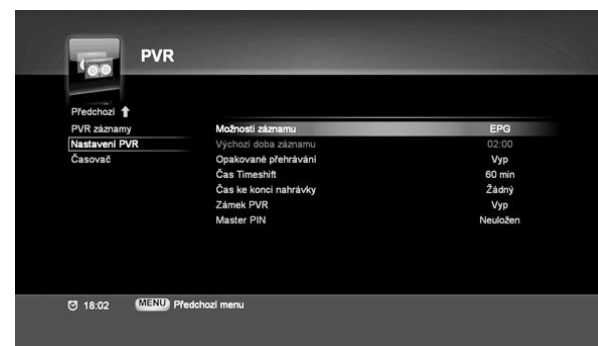 PVR
Předchozí ↑
PVR záznamy
Nastavení PVR
Časovač
Možnosti záznamu EPG
Výchozí doba záznamu 02:00
Opakované přehrávání Vyp
Čas Timeshift 60 min
Čas ke konci nahrávky Žádný
Zámek PVR Vyp
Master PIN Neuložen
18:02 MENU Předchozí menu